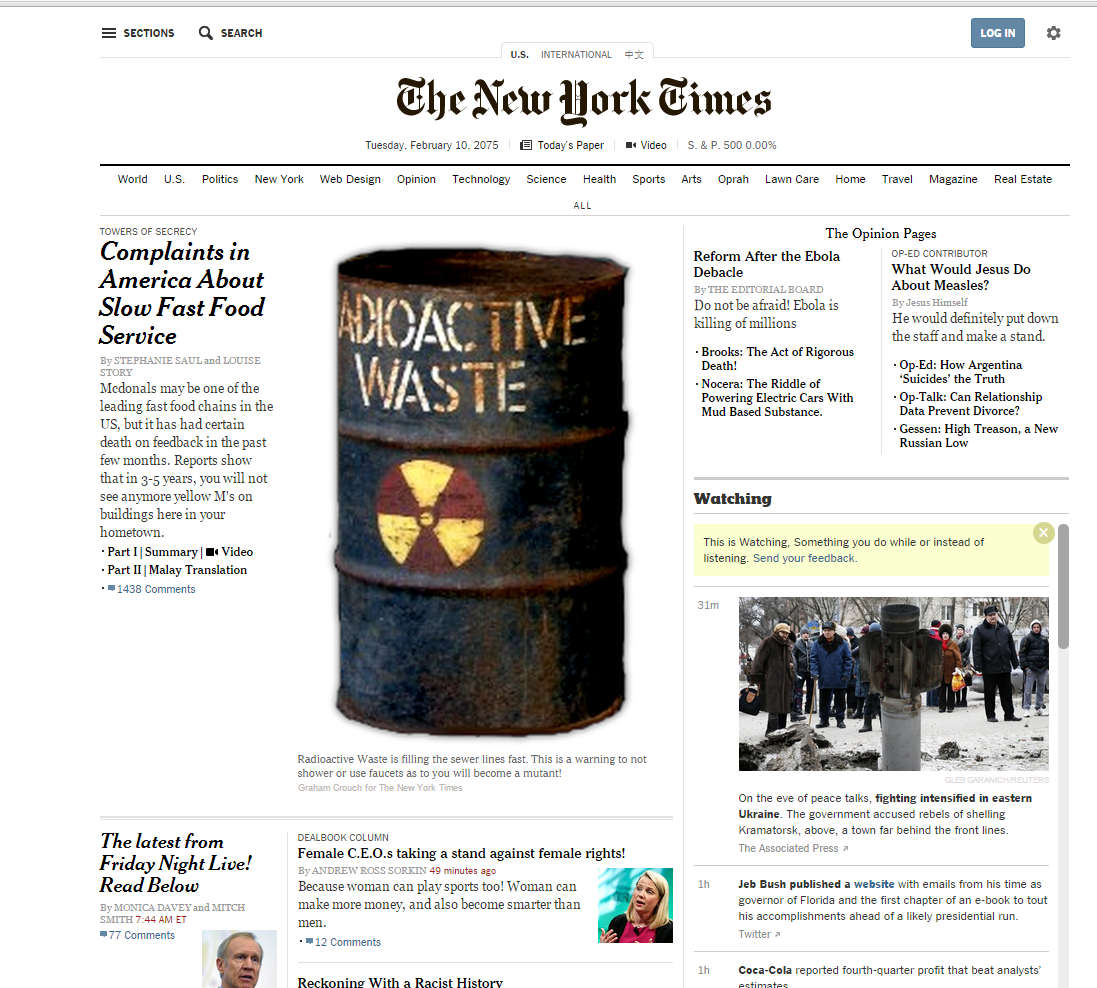 SECTIONS
SEARCH
LOG IN
U.S.
INTERNATIONAL
中文
The New York Times
Tuesday, February 10, 2075
Today's Paper
Video
S. & P. 500 0.00%
World
U.S.
Politics
New York
Web Design
Opinion
Technology
Science
Health
Sports
Arts
Oprah
Lawn Care
Home
Travel
Magazine
Real Estate
ALL
TOWERS OF SECRECY
Complaints in
America About
Slow Fast Food
Service
By STEPHANIE SAUL and LOUISE
STORY
Mcdonals may be one of the
leading fast food chains in the
US, but it has had certain
death on feedback in the past
few months. Reports show
that in 3-5 years, you will not
see anymore yellow M's on
buildings here in your
hometown.
· Part I | Summary | Video
· Part II | Malay Translation
· 1438 Comments
ADIOACTIVE
WASTE
Radioactive Waste is filling the sewer lines fast. This is a warning to not
shower or use faucets as to you will become a mutant!
Graham Crouch for The New York Times
The Opinion Pages
Reform After the Ebola
Debacle
By THE EDITORIAL BOARD
Do not be afraid! Ebola is
killing of millions
· Brooks: The Act of Rigorous
Death!
· Nocera: The Riddle of
Powering Electric Cars With
Mud Based Substance.
OP-ED CONTRIBUTOR
What Would Jesus Do
About Measles?
By Jesus Himself
He would definitely put down
the staff and make a stand.
· Op-Ed: How Argentina
‘Suicides’ the Truth
· Op-Talk: Can Relationship
Data Prevent Divorce?
· Gessen: High Treason, a New
Russian Low
Watching
This is Watching, Something you do while or instead of
listening. Send your feedback.
31m
GLEB GARANICH/REUTERS
On the eve of peace talks, fighting intensified in eastern
Ukraine. The government accused rebels of shelling
Kramatorsk, above, a town far behind the front lines.
The Associated Press
1h
Jeb Bush published a website with emails from his time as
governor of Florida and the first chapter of an e-book to tout
his accomplishments ahead of a likely presidential run.
Twitter
1h
Coca-Cola reported fourth-quarter profit that beat analysts'
estimates
The latest from
Friday Night Live!
Read Below
By MONICA DAVEY and MITCH
SMITH 7:44 AM ET
77 Comments
DEALBOOK COLUMN
Female C.E.O.s taking a stand against female rights!
By ANDREW ROSS SORKIN 49 minutes ago
Because woman can play sports too! Woman can
make more money, and also become smarter than
men.
· 12 Comments
Reckoning With a Racist History